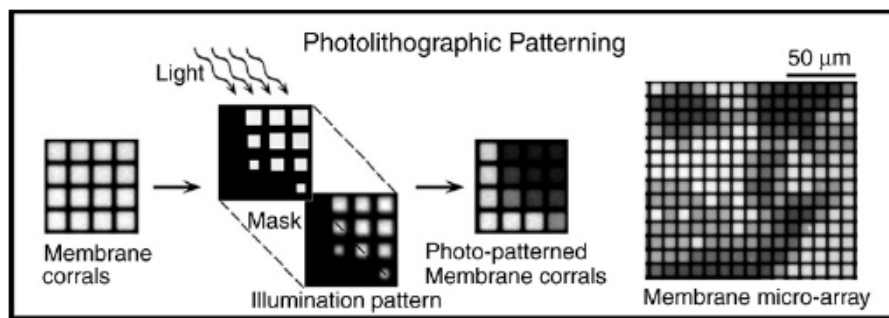 Photolithographic Patterning
50 μm
Light
Mask
Membrane
corrals
Illumination pattern
Photo-patterned
Membrane corrals
Membrane micro-array